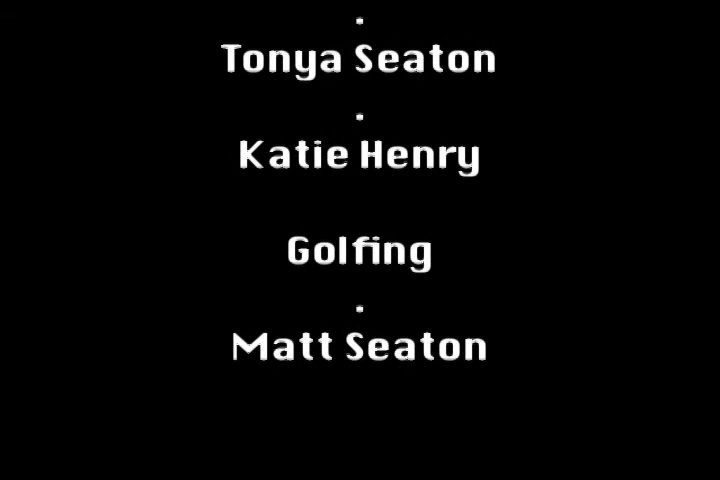 .
Tonya Seaton
.
Katie Henry
Golfing
.
Matt Seaton